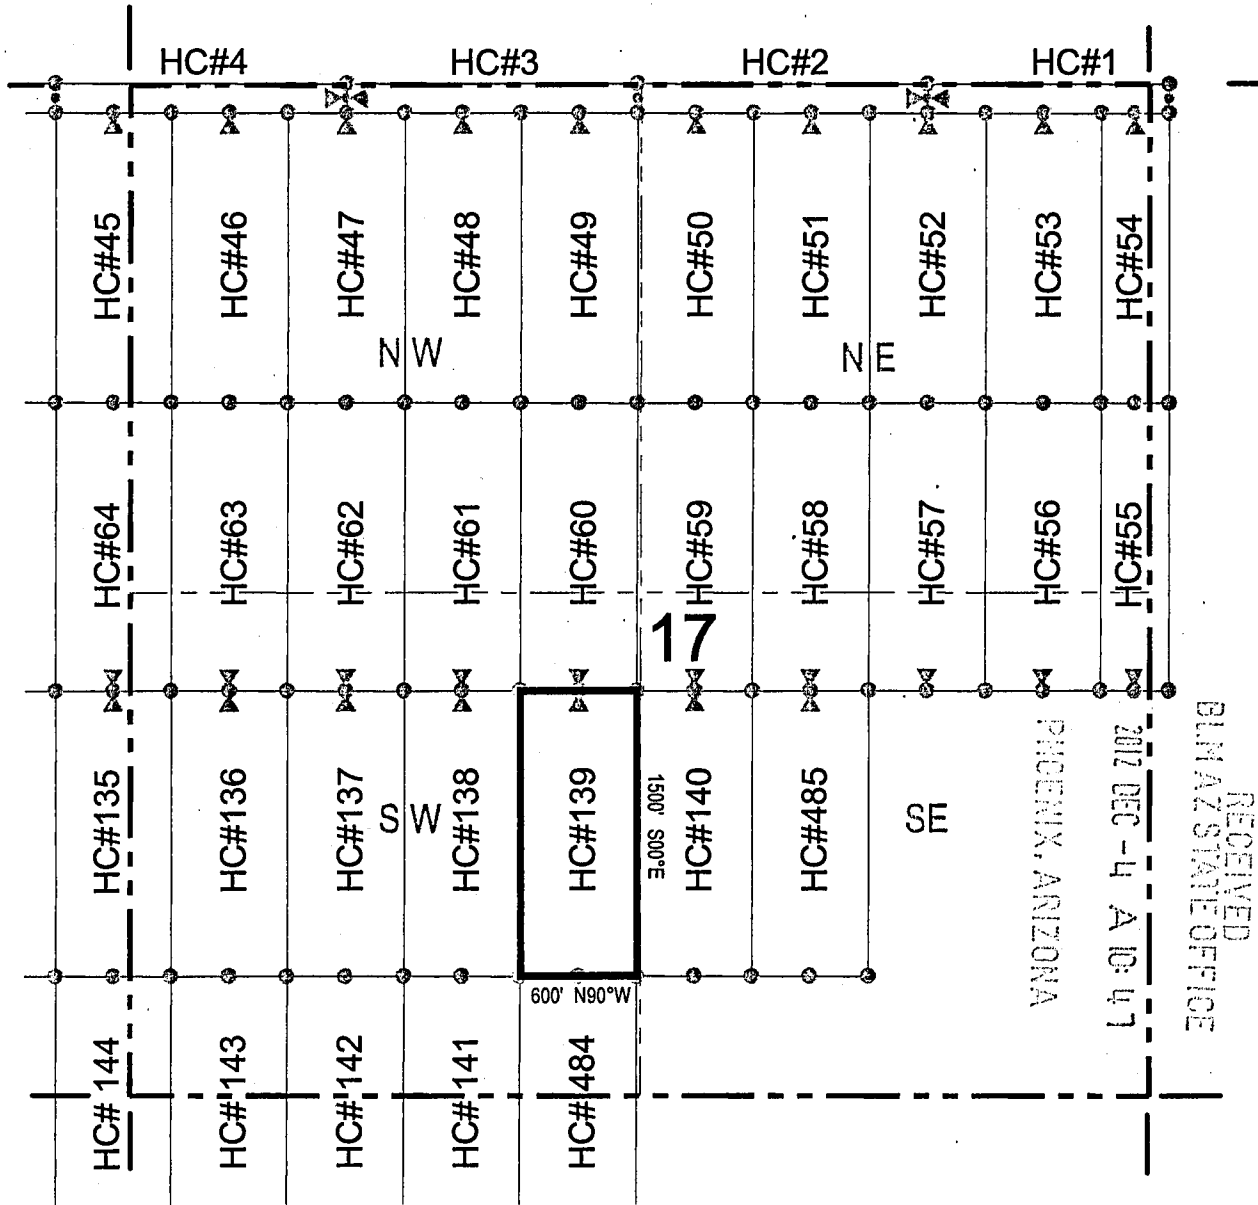 HC#4 HC#3 HC#2 HC#1
HC#45 HC#46 HC#47 HC#48 HC#49 HC#50 HC#51 HC#52 HC#53 HC#54
NW NE
HC#64 HC#63 HC#62 HC#61 HC#60 HC#59 HC#58 HC#57 HC#56 HC#55
17
HC#135 HC#136 HC#137 HC#138 HC#139 HC#140 HC#485
SW SE
1500' S00°E
600' N90°W
HC# 144 HC# 143 HC# 142 HC# 141 HC# 484
RECEIVED
BLM AZ STATE OFFICE
2012 DEC -4 A 10:47
PHOENIX, ARIZONA